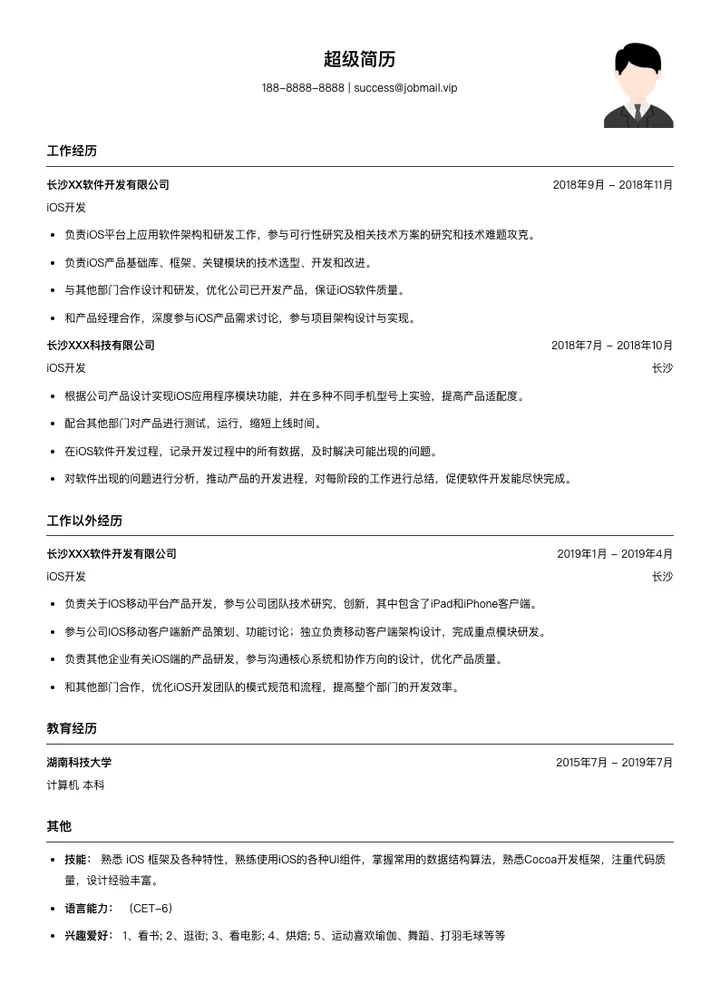 超级简历
188-8888-8888 | success@jobmail.vip
工作经历
长沙XX软件开发有限公司 2018年9月 - 2018年11月
iOS开发
• 负责iOS平台上应用软件架构和研发工作，参与可行性研究及相关技术方案的研究和技术难题攻克。
• 负责iOS产品基础库、框架、关键模块的技术选型、开发和改进。
• 与其他部门合作设计和研发，优化公司已开发产品，保证iOS软件质量。
• 和产品经理合作，深度参与iOS产品需求讨论，参与项目架构设计与实现。
长沙XXX科技有限公司 2018年7月 - 2018年10月
iOS开发 长沙
• 根据公司产品设计实现iOS应用程序模块功能，并在多种不同手机型号上实验，提高产品适配度。
• 配合其他部门对产品进行测试，运行，缩短上线时间。
• 在iOS软件开发过程，记录开发过程中的所有数据，及时解决可能出现的问题。
• 对软件出现的问题进行分析，推动产品的开发进程，对每阶段的工作进行总结，促使软件开发能尽快完成。
工作以外经历
长沙XXX软件开发有限公司 2019年1月 - 2019年4月
iOS开发 长沙
• 负责关于IOS移动平台产品开发，参与公司团队技术研究，创新，其中包含了iPad和iPhone客户端。
• 参与公司IOS移动客户端新产品策划、功能讨论；独立负责移动客户端架构设计，完成重点模块研发。
• 负责其他企业有关iOS端的产品研发，参与沟通核心系统和协作方向的设计，优化产品质量。
• 和其他部门合作，优化iOS开发团队的模式规范和流程，提高整个部门的开发效率。
教育经历
湖南科技大学 2015年7月 - 2019年7月
计算机 本科
其他
• 技能： 熟悉 iOS 框架及各种特性，熟练使用iOS的各种UI组件，掌握常用的数据结构算法，熟悉Cocoa开发框架，注重代码质
量，设计经验丰富。
• 语言能力： （CET-6）
• 兴趣爱好： 1、看书; 2、逛街; 3、看电影; 4、烘焙; 5、运动喜欢瑜伽、舞蹈、打羽毛球等等